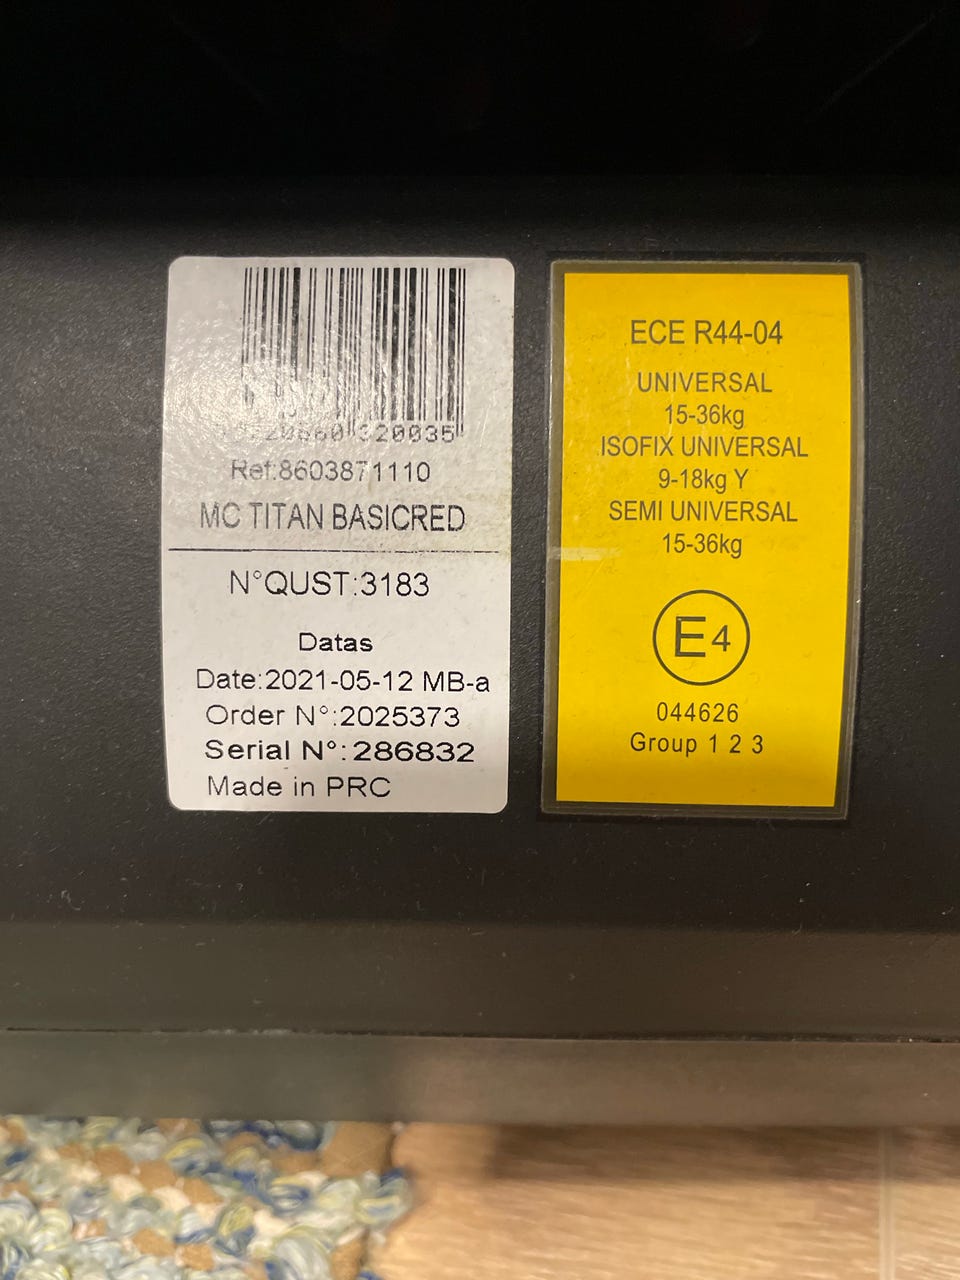 320035
Ref:8603871110
MC TITAN BASICRED
N°QUST:3183
Datas
Date:2021-05-12 MB-a
Order N°:2025373
Serial N°:286832
Made in PRC
ECE R44-04
UNIVERSAL
15-36kg
ISOFIX UNIVERSAL
9-18kg Y
SEMI UNIVERSAL
15-36kg
E4
044626
Group 1 2 3